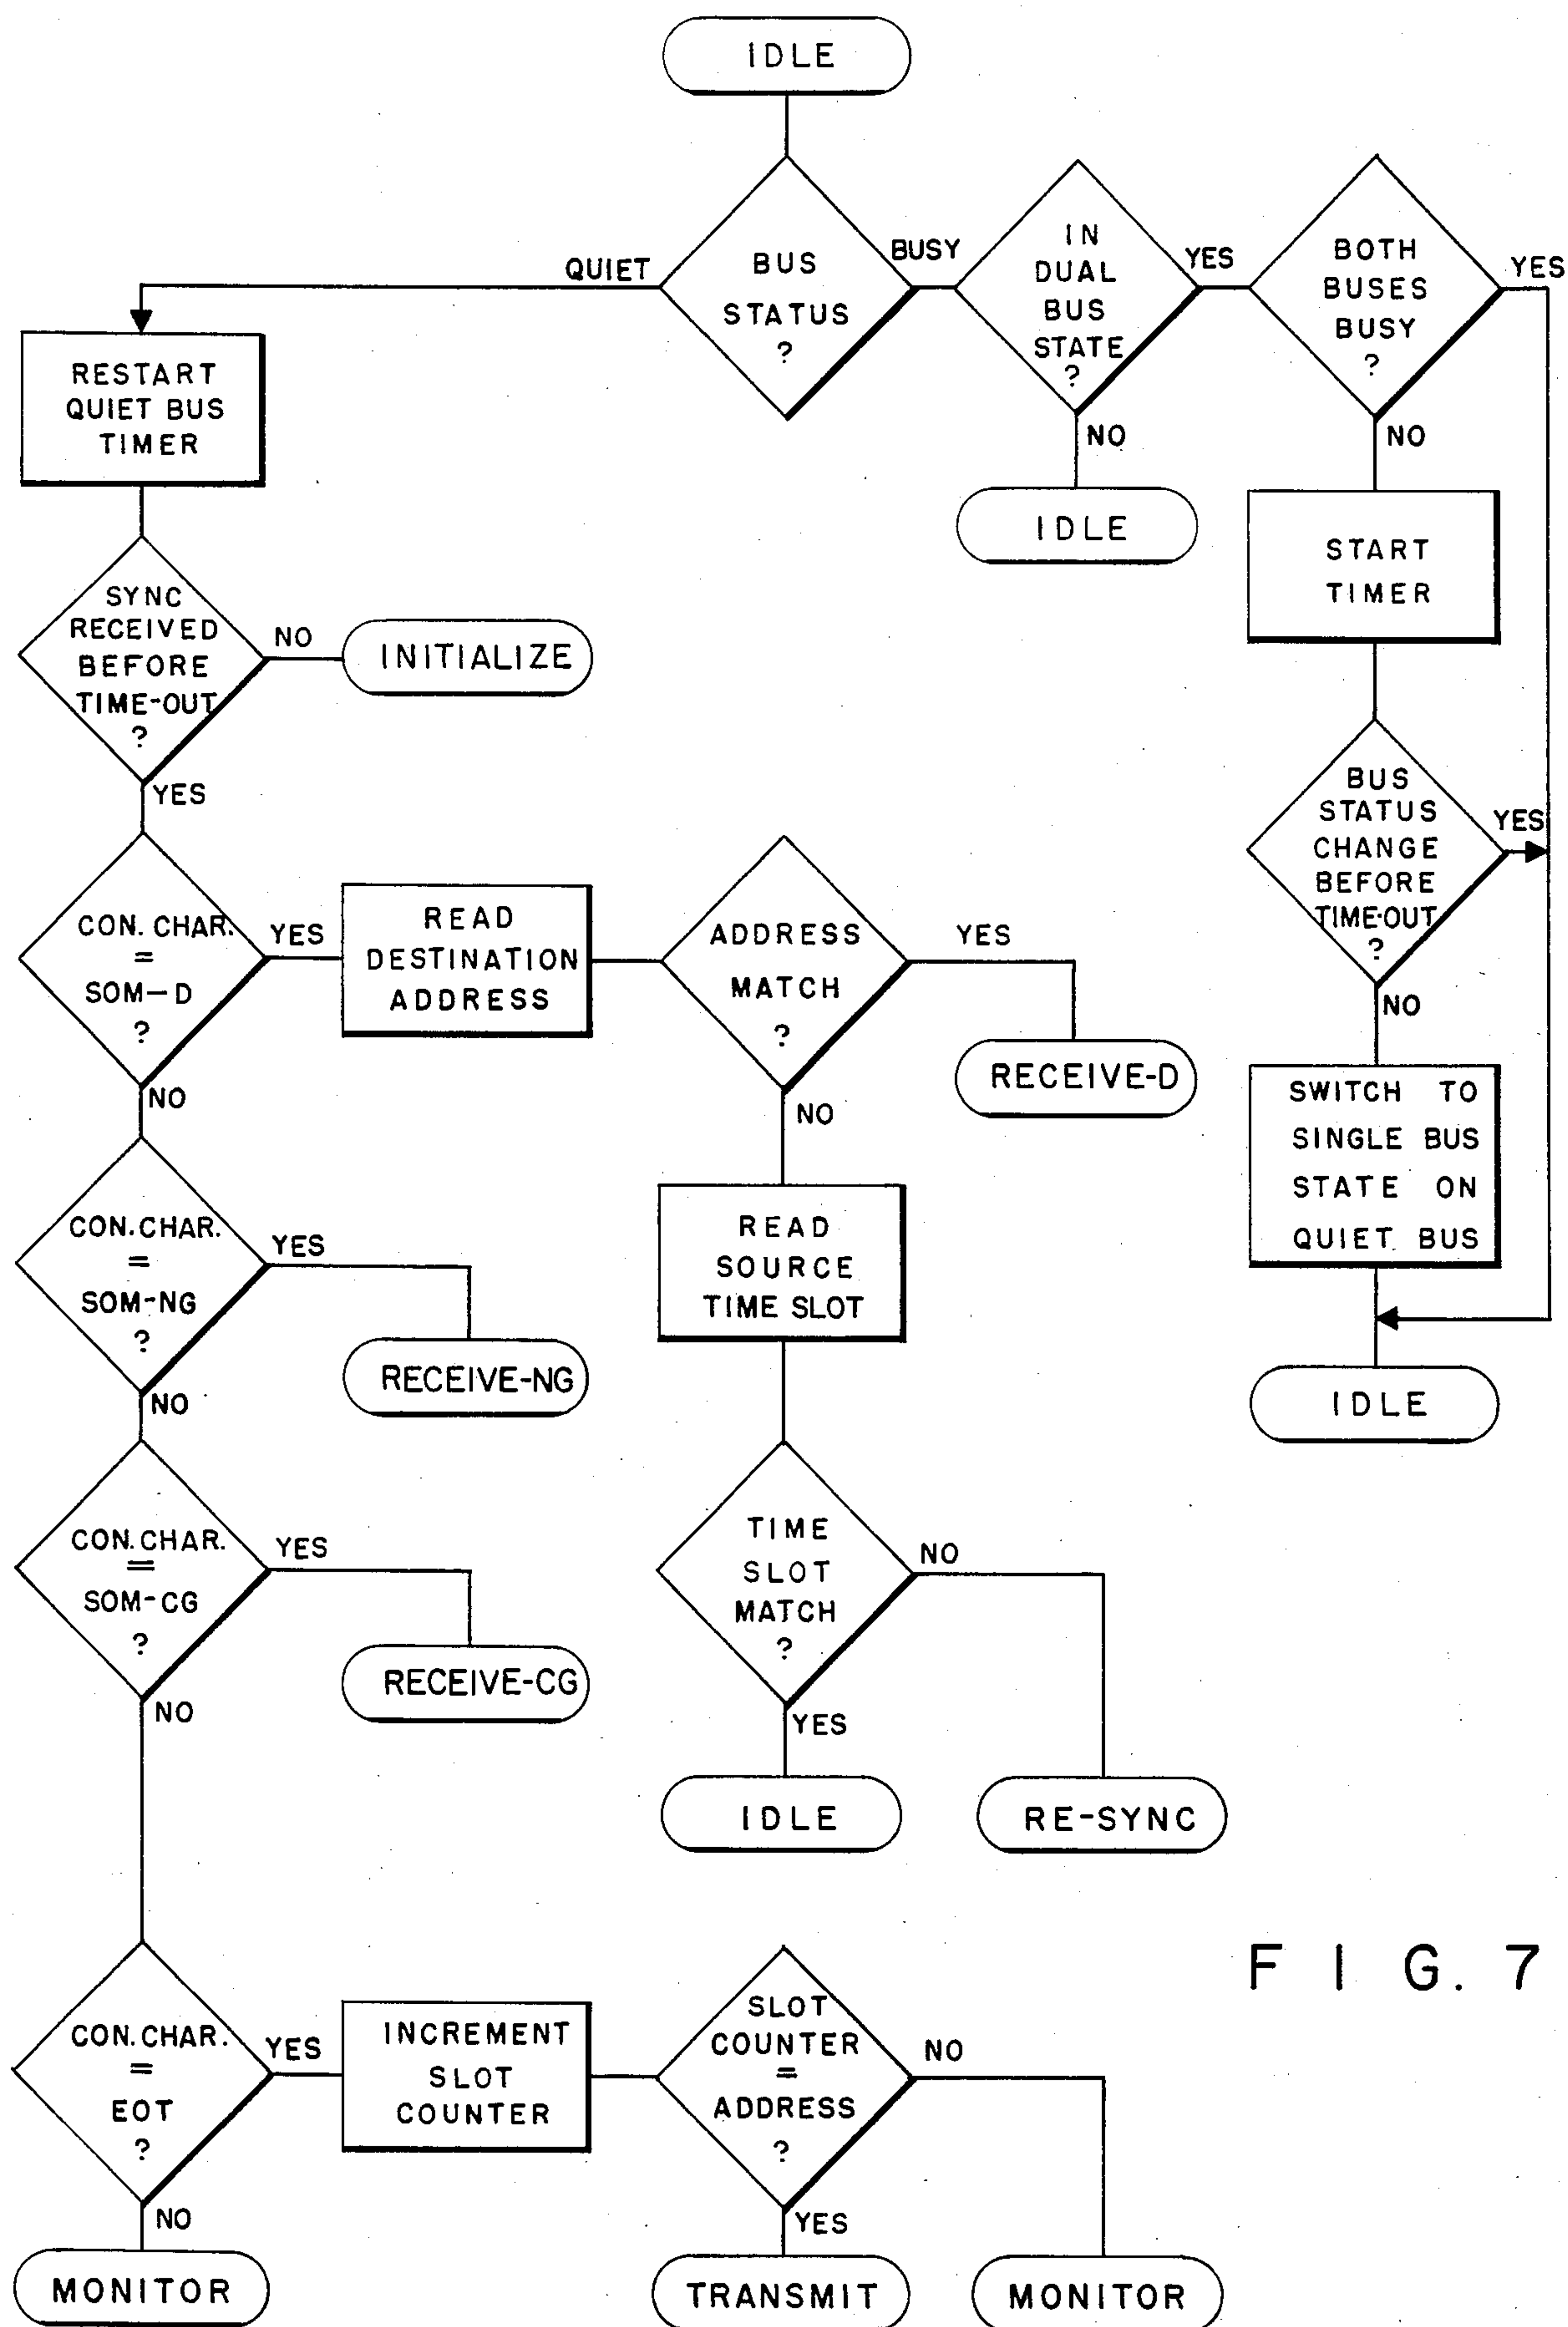 IDLE
BUS
STATUS
?
QUIET
BUSY
IN
DUAL
BUS
STATE
?
YES
NO
IDLE
BOTH
BUSES
BUSY
?
YES
NO
START
TIMER
BUS
STATUS
CHANGE
BEFORE
TIME-OUT
?
YES
NO
SWITCH TO
SINGLE BUS
STATE ON
QUIET BUS
IDLE
RESTART
QUIET BUS
TIMER
SYNC
RECEIVED
BEFORE
TIME-OUT
?
NO
INITIALIZE
YES
CON. CHAR.
=
SOM-D
?
YES
READ
DESTINATION
ADDRESS
ADDRESS
MATCH
?
YES
RECEIVE-D
NO
READ
SOURCE
TIME SLOT
TIME
SLOT
MATCH
?
NO
RE-SYNC
YES
IDLE
NO
CON.CHAR.
=
SOM-NG
?
YES
RECEIVE-NG
NO
CON.CHAR.
=
SOM-CG
?
YES
RECEIVE-CG
NO
CON.CHAR.
=
EOT
?
YES
INCREMENT
SLOT
COUNTER
SLOT
COUNTER
=
ADDRESS
?
NO
MONITOR
YES
TRANSMIT
NO
MONITOR
FIG. 7